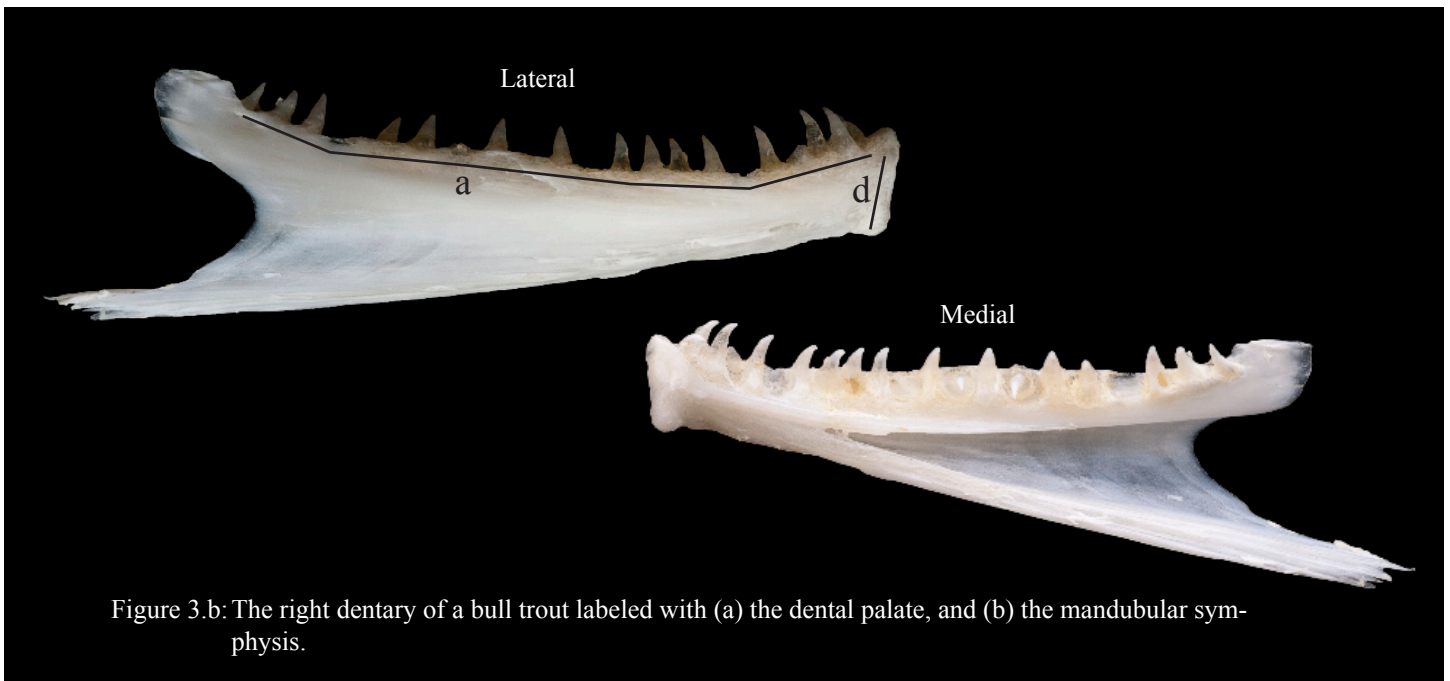 Lateral
a
d
Medial
Figure 3.b: The right dentary of a bull trout labeled with (a) the dental palate, and (b) the mandubular sym-
physis.